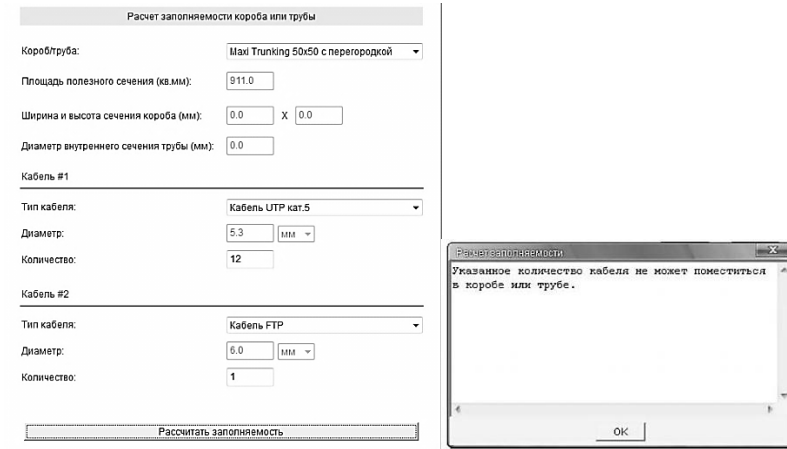 Расчет заполняемости короба или трубы
Короб/труба: Maxi Trunking 50x50 с перегородкой
Площадь полезного сечения (кв.мм): 911.0
Ширина и высота сечения короба (мм): 0.0 X 0.0
Диаметр внутреннего сечения трубы (мм): 0.0
Кабель #1
Тип кабеля: Кабель UTP кат.5
Диаметр: 5.3 мм
Количество: 12
Кабель #2
Тип кабеля: Кабель FTP
Диаметр: 6.0 мм
Количество: 1
Рассчитать заполняемость
Расчет заполняемости X
Указанное количество кабеля не может поместиться
в коробе или трубе.
OK